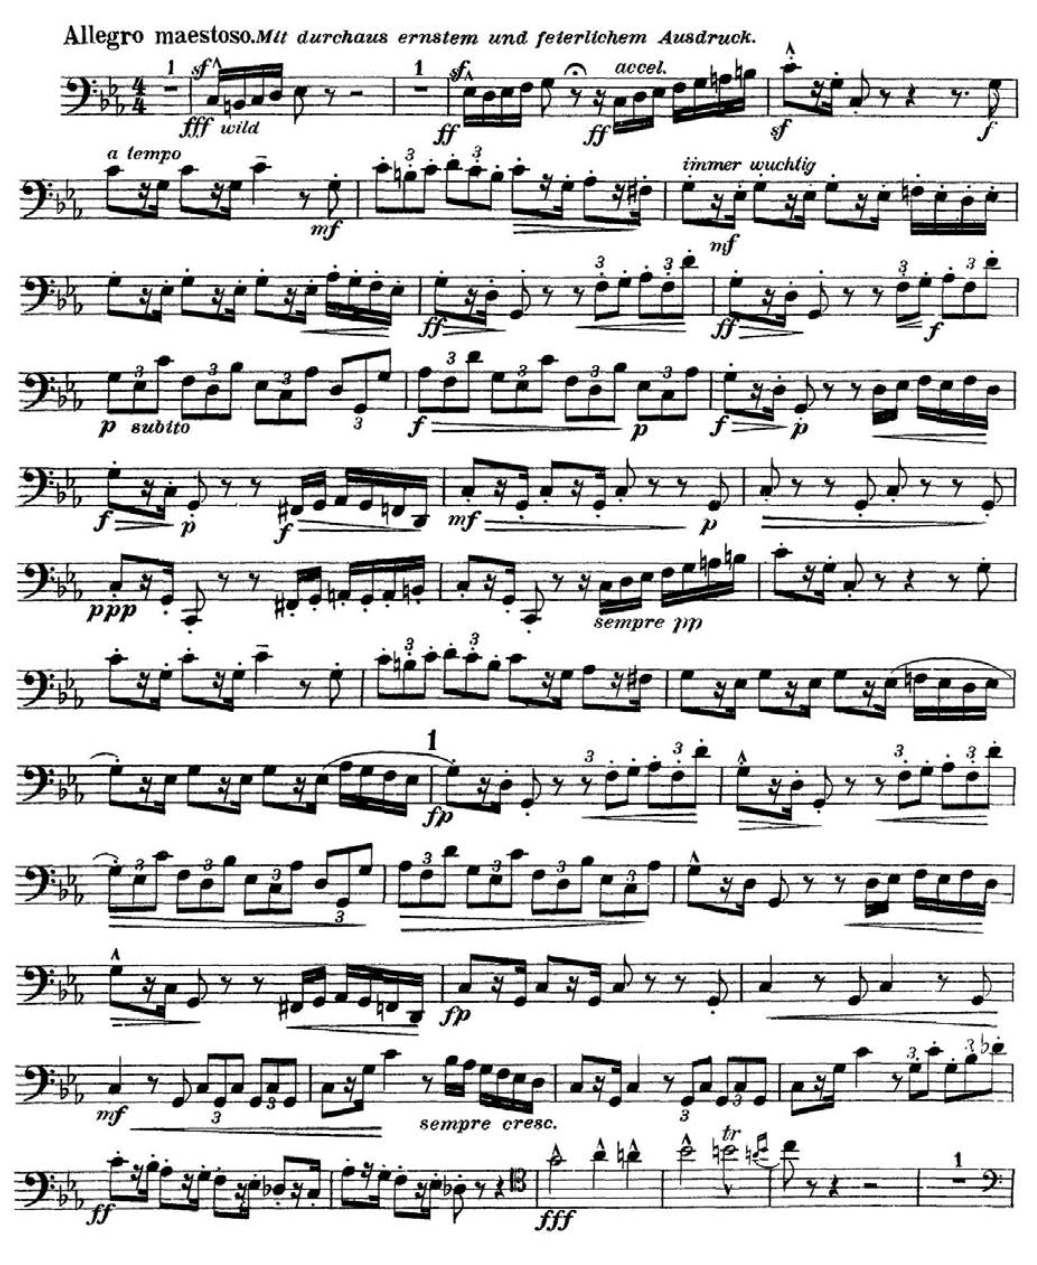 Allegro maestoso. Mit durchaus ernstem und feierlichem Ausdruck.
1 sf 1 sf accel.
fff wild ff ff sf f
a tempo 3 3 immer wuchtig
mf mf
3 3 3 3
ff ff f
3 3 3 3 3 3 3
p subito f p f p
f p f mf p
ppp sempre pp
3 3
1 3 3 3 3
fp
3 3 3 3 3 3 3 3
fp
3 3
mf 3 3 3 3 sempre cresc.
tr 1
ff fff